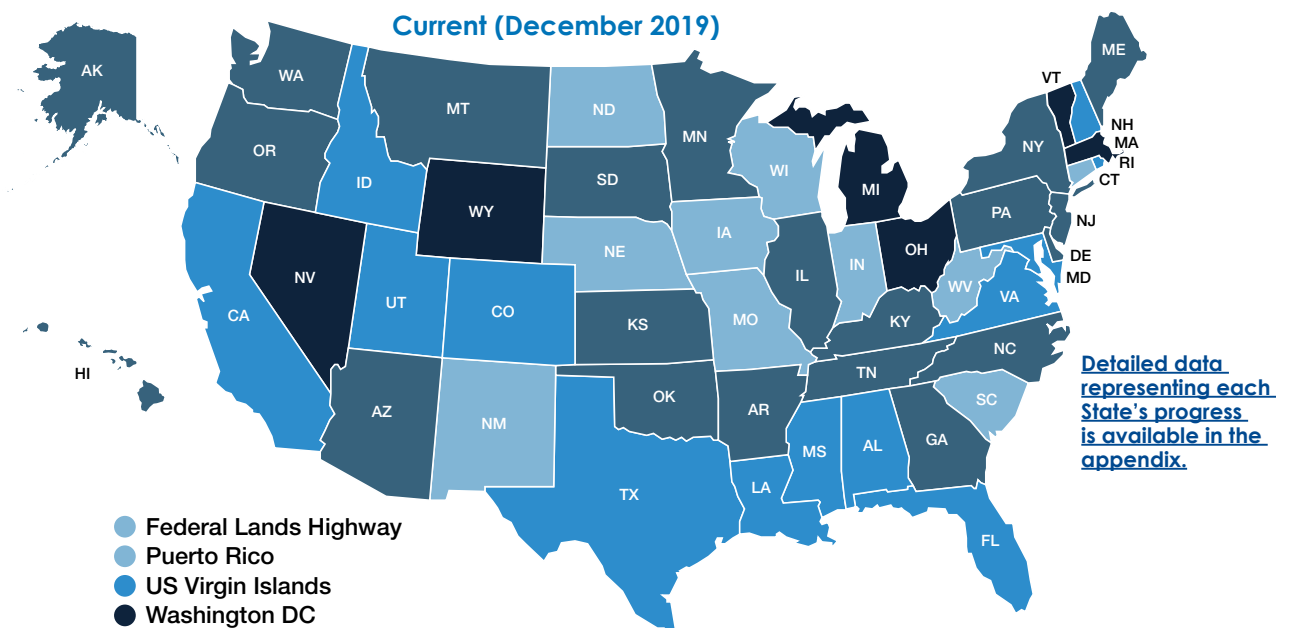 Current (December 2019)
AK
WA
MT
ND
MN
ME
VT
NH
MA
RI
CT
OR
ID
WY
SD
WI
MI
NY
PA
NJ
DE
MD
NV
UT
CO
NE
IA
IL
IN
OH
WV
VA
CA
KS
MO
KY
NC
HI
AZ
NM
OK
AR
TN
SC
GA
TX
LA
MS
AL
FL
Detailed data
representing each
State's progress
is available in the
appendix.
Federal Lands Highway
Puerto Rico
US Virgin Islands
Washington DC